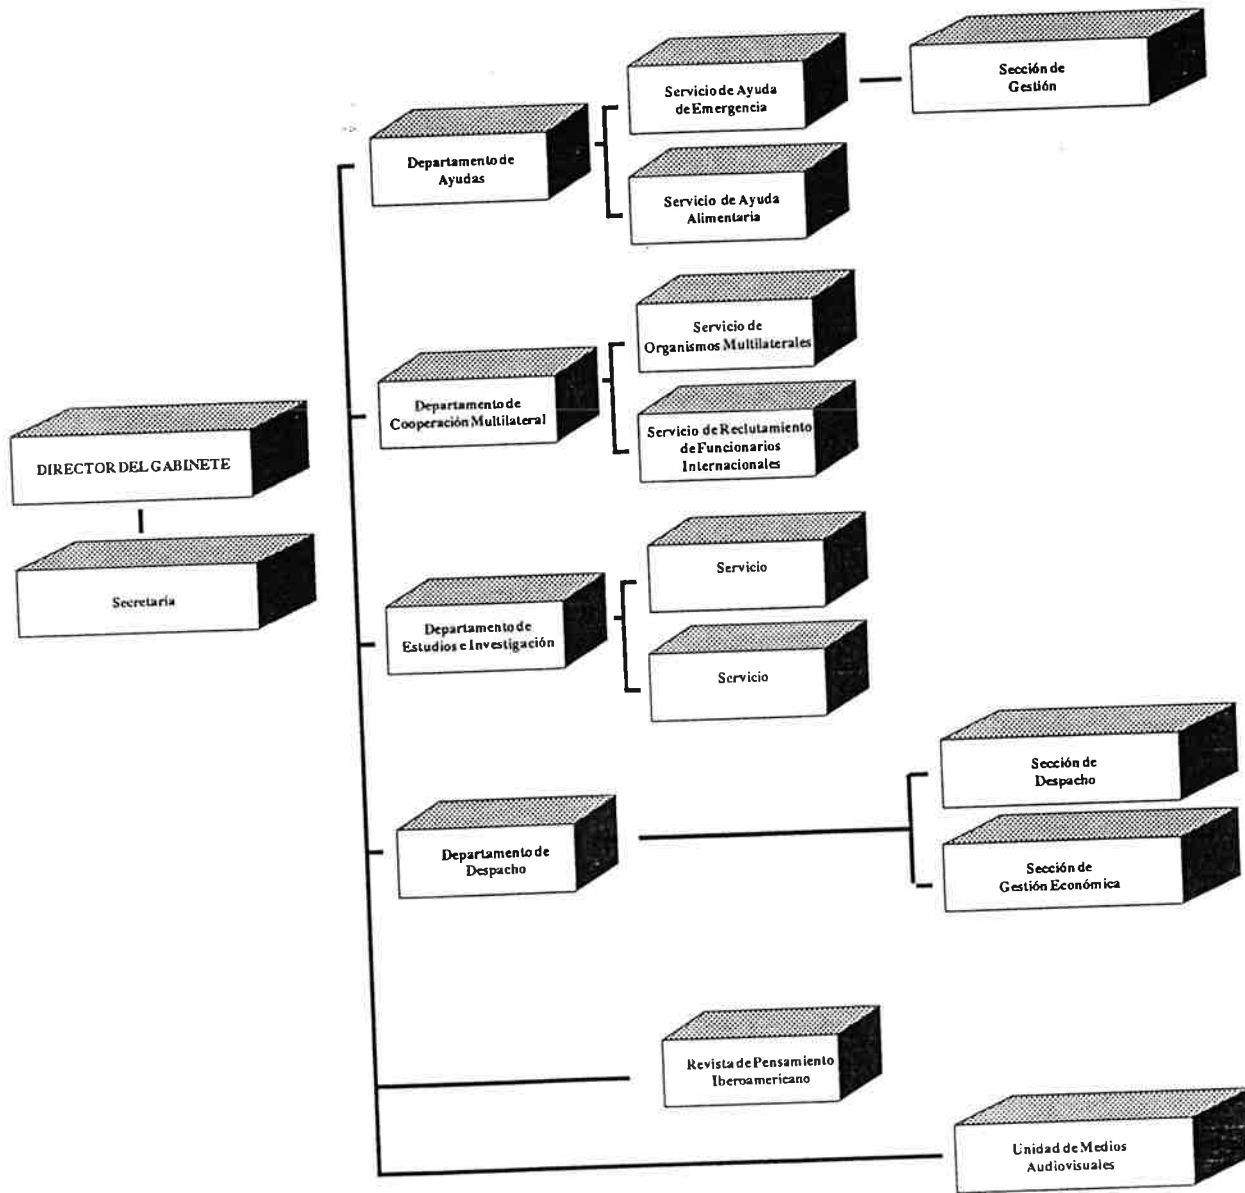 Servicio de Ayuda
de Emergencia
Sección de
Gestión
Departamento de
Ayudas
Servicio de Ayuda
Alimentaria
Servicio de
Organismos Multilaterales
Departamento de
Cooperación Multilateral
Servicio de Reclutamiento
de Funcionarios
Internacionales
DIRECTOR DEL GABINETE
Secretaría
Servicio
Departamento de
Estudios e Investigación
Servicio
Sección de
Despacho
Departamento de
Despacho
Sección de
Gestión Económica
Revista de Pensamiento
Iberoamericano
Unidad de Medios
Audiovisuales